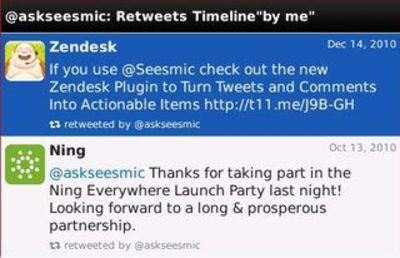 @askseesmic: Retweets Timeline"by me"
Zendesk Dec 14, 2010
If you use @Seesmic check out the new
Zendesk Plugin to Turn Tweets and Comments
Into Actionable Items http://t11.me/J9B-GH
retweeted by @askseesmic
Ning Oct 13, 2010
@askseesmic Thanks for taking part in the
Ning Everywhere Launch Party last night!
Looking forward to a long & prosperous
partnership.
retweeted by @askseesmic